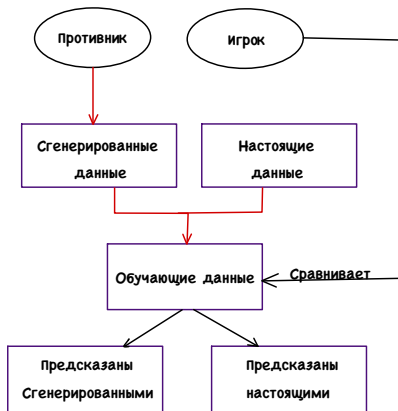 Противник
Игрок
Сгенерированные
данные
Настоящие
данные
Обучающие данные
Сравнивает
Предсказаны
Сгенерированными
Предсказаны
настоящими